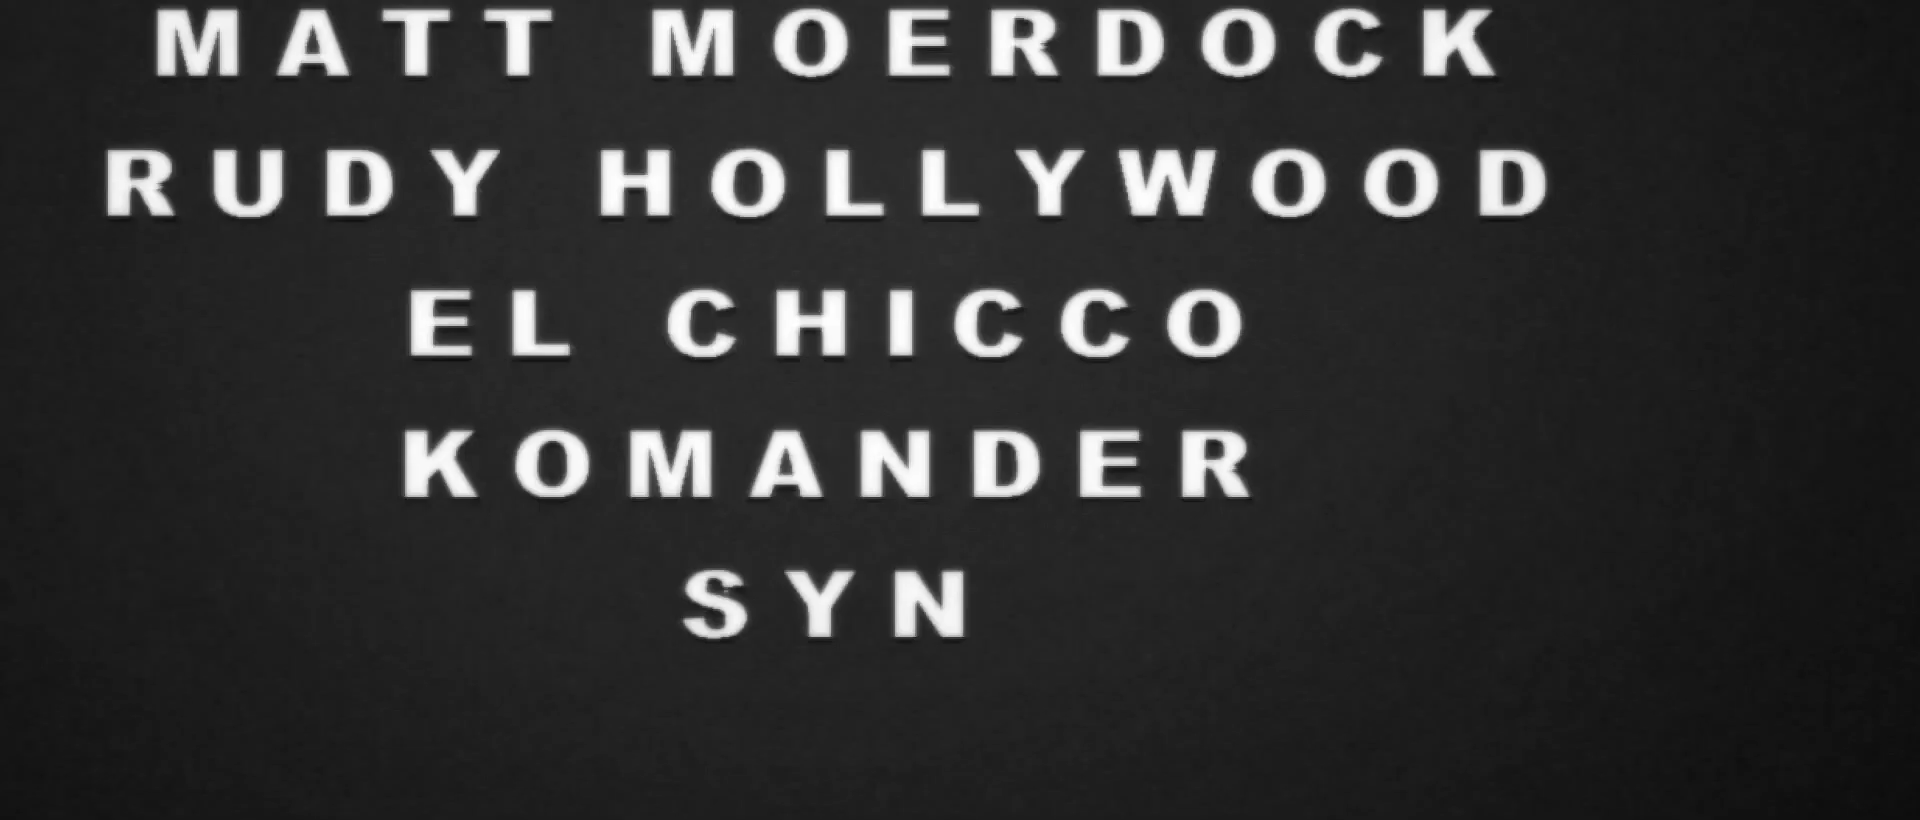 MATT MOERDOCK
RUDY HOLLYWOOD
EL CHICCO
KOMANDER
SYN